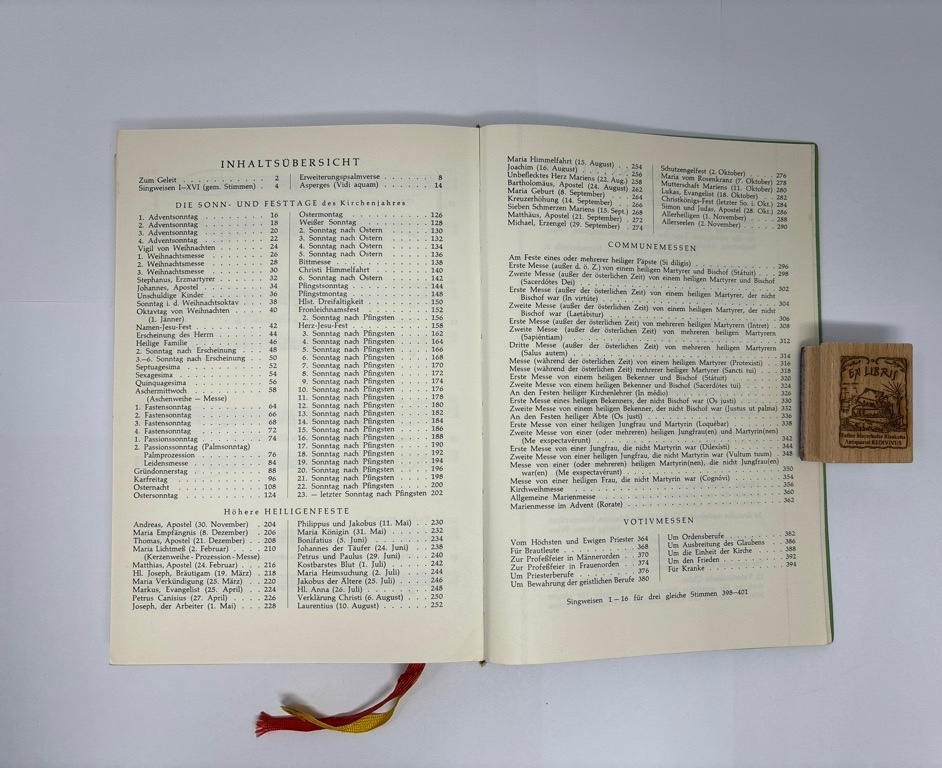 INHALTSÜBERSICHT
Zum Geleit . . . 2
Singweisen I—XVI (gem. Stimmen) . 4
Erweiterungspsalmverse . . . 8
Asperges (Vidi aquam) . . . 14
DIE SONN- UND FESTTAGE des Kirchenjahres
1. Adventsonntag . . . 16
2. Adventsonntag . . . 18
3. Adventsonntag . . . 20
4. Adventsonntag . . . 22
Vigil von Weihnachten . . . 24
1. Weihnachtsmesse . . . 26
2. Weihnachtsmesse . . . 28
3. Weihnachtsmesse . . . 30
Stephanus, Erzmartyrer . . . 32
Johannes, Apostel . . . 34
Unschuldige Kinder . . . 36
Sonntag i. d. Weihnachtsoktav . 38
Oktavtag von Weihnachten . . . 40
(1. Jänner)
Namen-Jesu-Fest . . . 42
Erscheinung des Herrn . . . 44
Heilige Familie . . . 46
2. Sonntag nach Erscheinung . . . 48
3.—6. Sonntag nach Erscheinung . 50
Septuagesima . . . 52
Sexagesima . . . 54
Quinquagesima . . . 56
Aschermittwoch . . . 58
(Aschenweihe — Messe)
1. Fastensonntag . . . 64
2. Fastensonntag . . . 66
3. Fastensonntag . . . 68
4. Fastensonntag . . . 72
1. Passionssonntag . . . 74
2. Passionssonntag (Palmsonntag)
Palmprozession . . . 76
Leidensmesse . . . 84
Gründonnerstag . . . 88
Karfreitag . . . 96
Osternacht . . . 108
Ostersonntag . . . 124
Ostermontag . . . 126
Weißer Sonntag . . . 128
2. Sonntag nach Ostern . . . 130
3. Sonntag nach Ostern . . . 132
4. Sonntag nach Ostern . . . 134
5. Sonntag nach Ostern . . . 136
Bittmesse . . . 138
Christi Himmelfahrt . . . 140
6. Sonntag nach Ostern . . . 142
Pfingstsonntag . . . 144
Pfingstmontag . . . 148
Hlst. Dreifaltigkeit . . . 150
Fronleichnamsfest . . . 152
2. Sonntag nach Pfingsten . . . 156
Herz-Jesu-Fest . . . 158
3. Sonntag nach Pfingsten . . . 162
4. Sonntag nach Pfingsten . . . 164
5. Sonntag nach Pfingsten . . . 166
6. Sonntag nach Pfingsten . . . 168
7. Sonntag nach Pfingsten . . . 170
8. Sonntag nach Pfingsten . . . 172
9. Sonntag nach Pfingsten . . . 174
10. Sonntag nach Pfingsten . . . 176
11. Sonntag nach Pfingsten . . . 178
12. Sonntag nach Pfingsten . . . 180
13. Sonntag nach Pfingsten . . . 182
14. Sonntag nach Pfingsten . . . 184
15. Sonntag nach Pfingsten . . . 186
16. Sonntag nach Pfingsten . . . 188
17. Sonntag nach Pfingsten . . . 190
18. Sonntag nach Pfingsten . . . 192
19. Sonntag nach Pfingsten . . . 194
20. Sonntag nach Pfingsten . . . 196
21. Sonntag nach Pfingsten . . . 198
22. Sonntag nach Pfingsten . . . 200
23. — letzter Sonntag nach Pfingsten 202
Höhere HEILIGENFESTE
Andreas, Apostel (30. November) . 204
Maria Empfängnis (8. Dezember) . 206
Thomas, Apostel (21. Dezember) . 208
Maria Lichtmeß (2. Februar) . . . 210
(Kerzenweihe - Prozession - Messe)
Matthias, Apostel (24. Februar) . . 216
Hl. Joseph, Bräutigam (19. März) . 218
Maria Verkündigung (25. März) . . 220
Markus, Evangelist (25. April) . . 224
Petrus Canisius (27. April) . . . 226
Joseph, der Arbeiter (1. Mai) . . . 228
Philippus und Jakobus (11. Mai) . . 230
Maria Königin (31. Mai) . . . 232
Bonifatius (5. Juni) . . . 234
Johannes der Täufer (24. Juni) . . 238
Petrus und Paulus (29. Juni) . . . 240
Kostbarstes Blut (1. Juli) . . . 242
Maria Heimsuchung (2. Juli) . . . 244
Jakobus der Ältere (25. Juli) . . . 246
Hl. Anna (26. Juli) . . . 248
Verklärung Christi (6. August) . . . 250
Laurentius (10. August) . . . 252
Maria Himmelfahrt (15. August) . . 254
Joachim (16. August) . . . 256
Unbeflecktes Herz Mariens (22. Aug.) 258
Bartholomäus, Apostel (24. August) 262
Maria Geburt (8. September) . . . 264
Kreuzerhöhung (14. September) . . 266
Sieben Schmerzen Mariens (15. Sept.) 268
Matthäus, Apostel (21. September) . 272
Michael, Erzengel (29. September) . 274
Schutzengelfest (2. Oktober) . . . 276
Maria vom Rosenkranz (7. Oktober) 278
Mutterschaft Mariens (11. Oktober) 280
Lukas, Evangelist (18. Oktober) . . 282
Christkönigs-Fest (letzter So. i. Okt.) 284
Simon und Judas, Apostel (28. Okt.) 286
Allerheiligen (1. November) . . . 288
Allerseelen (2. November) . . . 290
COMMUNEMESSEN
Am Feste eines oder mehrerer heiliger Päpste (Si diligis) . . . 296
Erste Messe (außer d. ö. Z.) von einem heiligen Martyrer und Bischof (Státuit) . 298
Zweite Messe (außer der österlichen Zeit) von einem heiligen Martyrer und Bischof
(Sacerdótes Dei) . . . 302
Erste Messe (außer der österlichen Zeit) von einem heiligen Martyrer, der nicht
Bischof war (In virtúte) . . . 304
Zweite Messe (außer der österlichen Zeit) von einem heiligen Martyrer, der nicht
Bischof war (Laetábitur) . . . 306
Erste Messe (außer der österlichen Zeit) von mehreren heiligen Martyrern (Intret) . 308
Zweite Messe (außer der österlichen Zeit) von mehreren heiligen Martyrern
(Sapiéntiam) . . . 312
Dritte Messe (außer der österlichen Zeit) von mehreren heiligen Martyrern
(Salus autem) . . . 314
Messe (während der österlichen Zeit) von einem heiligen Martyrer (Protexísti) . 316
Messe (während der österlichen Zeit) mehrerer heiliger Martyrer (Sancti tui) . 318
Erste Messe von einem heiligen Bekenner und Bischof (Státuit) . . . 320
Zweite Messe von einem heiligen Bekenner und Bischof (Sacerdótes tui) . . . 324
An den Festen heiliger Kirchenlehrer (In médio) . . . 326
Erste Messe eines heiligen Bekenners, der nicht Bischof war (Os justi) . . . 330
Zweite Messe von einem heiligen Bekenner, der nicht Bischof war (Justus ut palma) 332
An den Festen heiliger Äbte (Os justi) . . . 336
Erste Messe von einer heiligen Jungfrau und Martyrin (Loquébar) . . . 338
Zweite Messe von einer (oder mehreren) heiligen Jungfrau(en) und Martyrin(nen)
(Me exspectavérunt) . . . 342
Erste Messe von einer Jungfrau, die nicht Martyrin war (Dilexísti) . . . 344
Zweite Messe von einer heiligen Jungfrau, die nicht Martyrin war (Vultum tuum) . 348
Messe von einer (oder mehreren) heiligen Martyrin(nen), die nicht Jungfrau(en)
war(en) (Me exspectavérunt) . . . 350
Messe von einer heiligen Frau, die nicht Martyrin war (Cognóvi) . . . 354
Kirchweihmesse . . . 356
Allgemeine Marienmesse . . . 360
Marienmesse im Advent (Rorate) . . . 362
VOTIVMESSEN
Vom Höchsten und Ewigen Priester 364
Für Brautleute . . . 368
Zur Profeßfeier in Männerorden . . 370
Zur Profeßfeier in Frauenorden . . 374
Um Priesterberufe . . . 376
Um Bewahrung der geistlichen Berufe 380
Um Ordensberufe . . . 382
Um Ausbreitung des Glaubens . . . 386
Um die Einheit der Kirche . . . 388
Um den Frieden . . . 392
Für Kranke . . . 394
Singweisen 1—16 für drei gleiche Stimmen 398—401
EX LIBRIS
Antiquariat REDIVIVUS